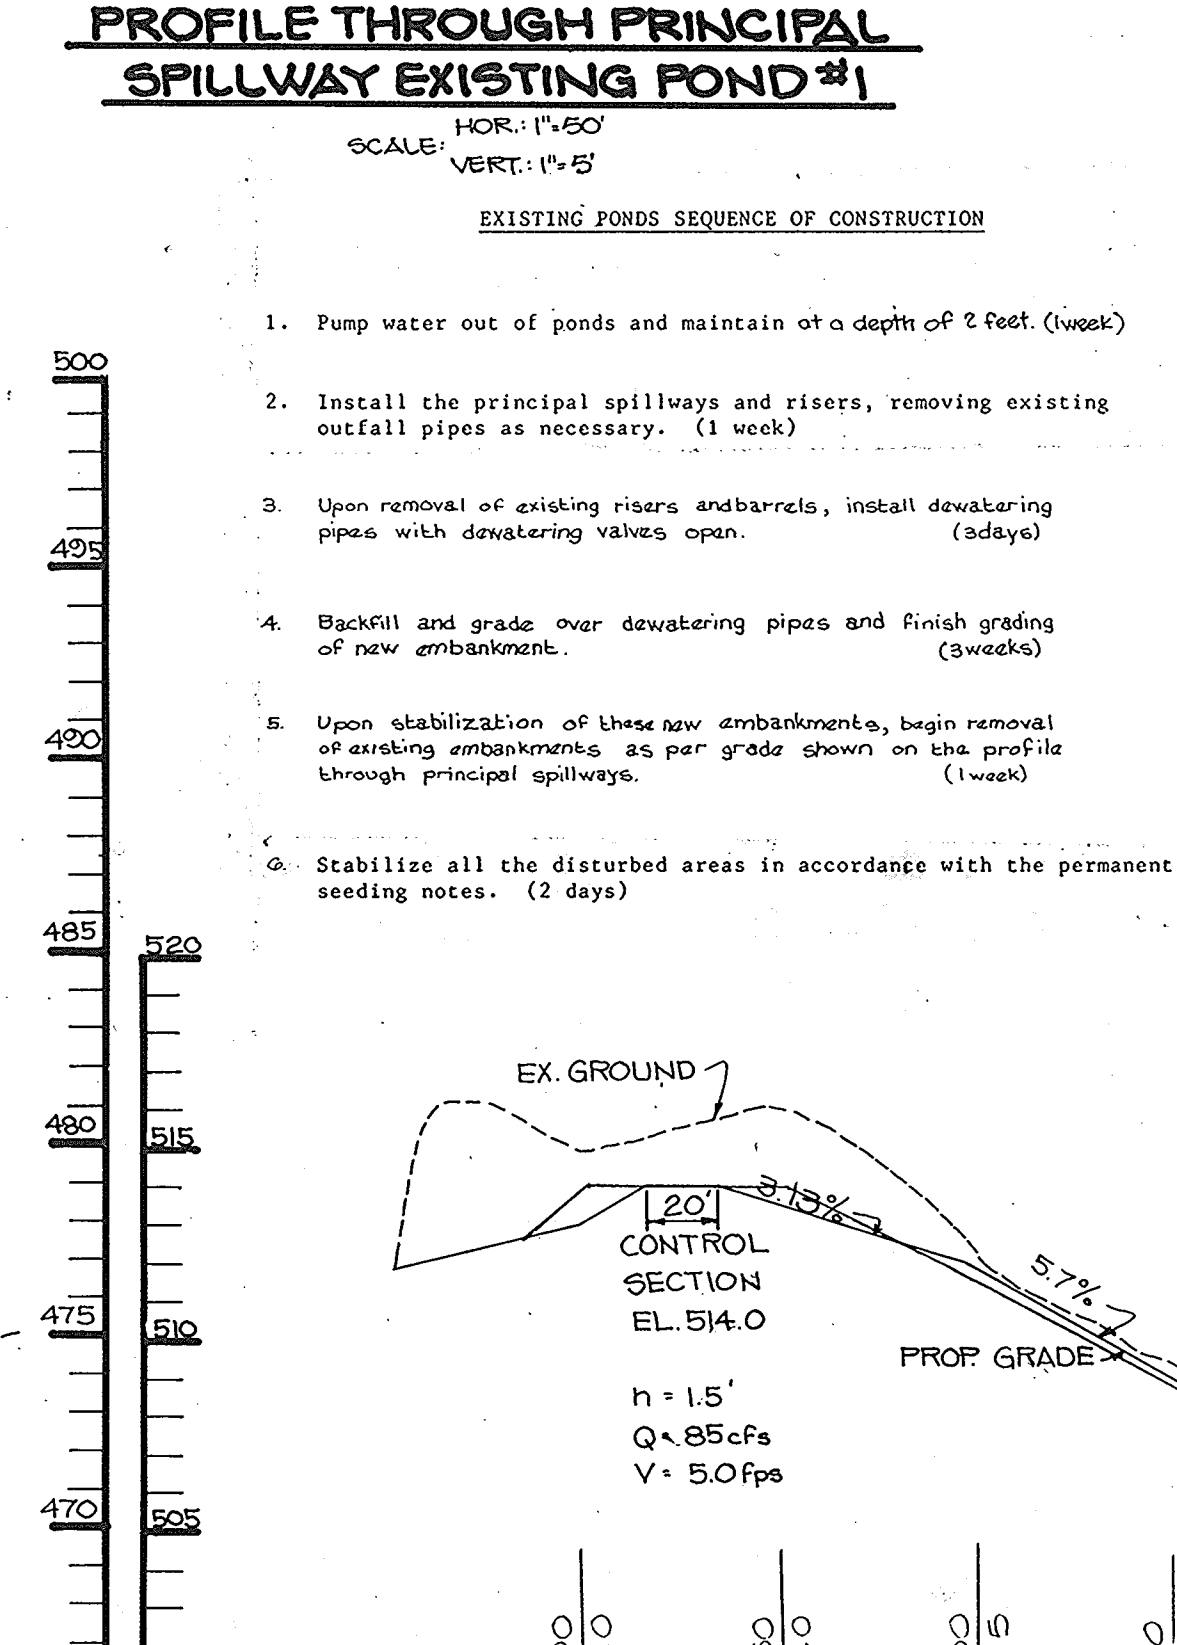 PROFILE THROUGH PRINCIPAL
SPILLWAY EXISTING POND #1
SCALE: HOR.: 1"=50'
VERT.: 1"=5'
EXISTING PONDS SEQUENCE OF CONSTRUCTION
1. Pump water out of ponds and maintain at a depth of 2 feet. (1week)
2. Install the principal spillways and risers, removing existing
outfall pipes as necessary. (1 week)
3. Upon removal of existing risers and barrels, install dewatering
pipes with dewatering valves open. (3days)
4. Backfill and grade over dewatering pipes and finish grading
of new embankment. (3weeks)
5. Upon stabilization of these new embankments, begin removal
of existing embankments as per grade shown on the profile
through principal spillways. (1week)
6. Stabilize all the disturbed areas in accordance with the permanent
seeding notes. (2 days)
500
495
490
485
480
475
470
520
515
510
505
EX. GROUND
3.13%
20'
CONTROL
SECTION
EL. 514.0
5.7%
PROP. GRADE
h = 1.5'
Q = 85cfs
V = 5.0fps